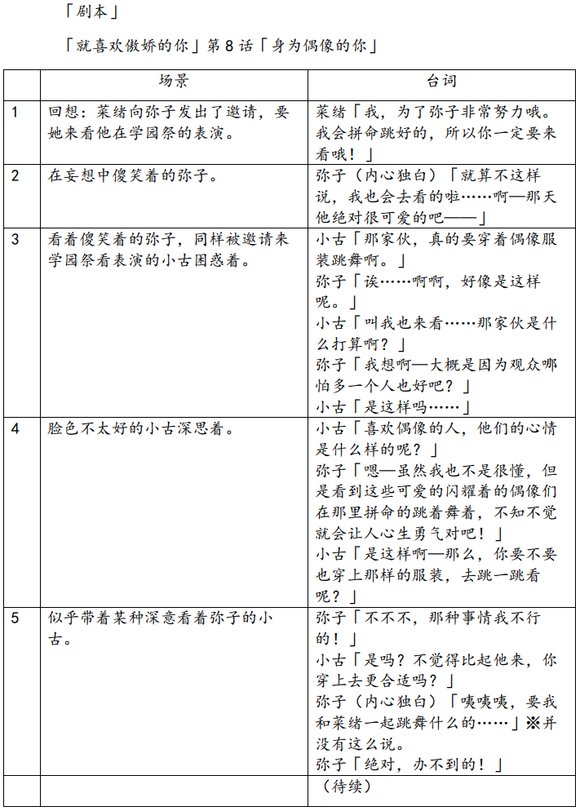 「剧本」
「就喜欢傲娇的你」第 8 话「身为偶像的你」
场景
台词
1
回想：菜绪向弥子发出了邀请，要
她来看他在学园祭的表演。
菜绪「我，为了弥子非常努力哦。
我会拼命跳好的，所以你一定要来
看哦！」
2
在妄想中傻笑着的弥子。
弥子（内心独白）「就算不这样
说，我也会去看的啦……啊—那天
他绝对很可爱的吧——」
3
看着傻笑着的弥子，同样被邀请来
学园祭看表演的小古困惑着。
小古「那家伙，真的要穿着偶像服
装跳舞啊。」
弥子「诶……啊啊，好像是这样
呢。」
小古「叫我也来看……那家伙是什
么打算啊？」
弥子「我想啊—大概是因为观众哪
怕多一个人也好吧？」
小古「是这样吗……」
4
脸色不太好的小古深思着。
小古「喜欢偶像的人，他们的心情
是什么样的呢？」
弥子「嗯—虽然我也不是很懂，但
是看到这些可爱的闪耀着的偶像们
在那里拼命的跳着舞着，不知不觉
就会让人心生勇气对吧！」
小古「是这样啊—那么，你要不要
也穿上那样的服装，去跳一跳看
呢？」
5
似乎带着某种深意看着弥子的小
古。
弥子「不不不，那种事情我不行
的！」
小古「是吗？不觉得比起他来，你
穿上去更合适吗？」
弥子（内心独白）「咦咦咦，要我
和菜绪一起跳舞什么的……」※并
没有这么说。
弥子「绝对，办不到的！」
（待续）